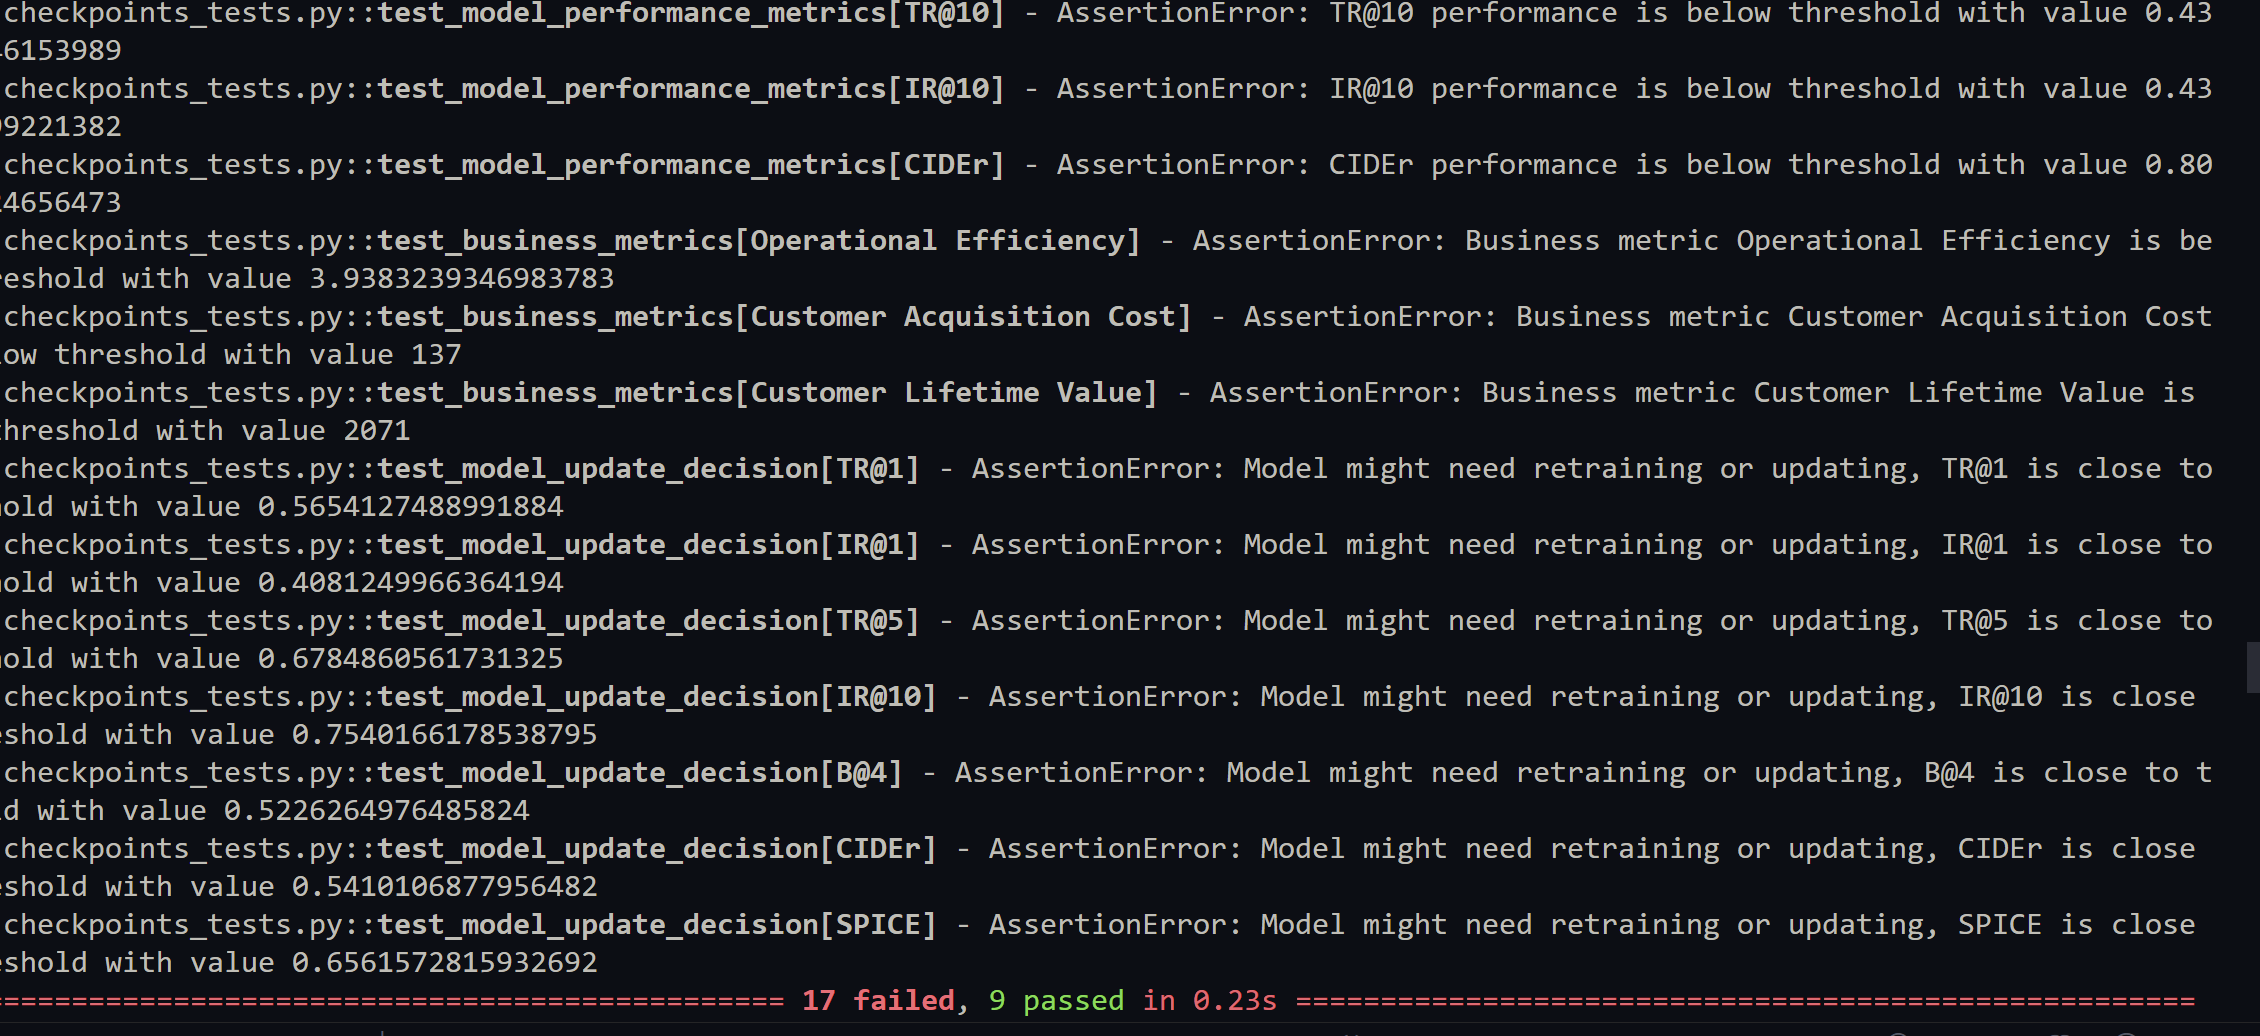 checkpoints_tests.py::test_model_performance_metrics[TR@10] - AssertionError: TR@10 performance is below threshold with value 0.43
6153989
checkpoints_tests.py::test_model_performance_metrics[IR@10] - AssertionError: IR@10 performance is below threshold with value 0.43
9221382
checkpoints_tests.py::test_model_performance_metrics[CIDEr] - AssertionError: CIDEr performance is below threshold with value 0.80
4656473
checkpoints_tests.py::test_business_metrics[Operational Efficiency] - AssertionError: Business metric Operational Efficiency is be
eshold with value 3.9383239346983783
checkpoints_tests.py::test_business_metrics[Customer Acquisition Cost] - AssertionError: Business metric Customer Acquisition Cost
ow threshold with value 137
checkpoints_tests.py::test_business_metrics[Customer Lifetime Value] - AssertionError: Business metric Customer Lifetime Value is
threshold with value 2071
checkpoints_tests.py::test_model_update_decision[TR@1] - AssertionError: Model might need retraining or updating, TR@1 is close to
old with value 0.5654127488991884
checkpoints_tests.py::test_model_update_decision[IR@1] - AssertionError: Model might need retraining or updating, IR@1 is close to
old with value 0.4081249966364194
checkpoints_tests.py::test_model_update_decision[TR@5] - AssertionError: Model might need retraining or updating, TR@5 is close to
old with value 0.6784860561731325
checkpoints_tests.py::test_model_update_decision[IR@10] - AssertionError: Model might need retraining or updating, IR@10 is close
eshold with value 0.7540166178538795
checkpoints_tests.py::test_model_update_decision[B@4] - AssertionError: Model might need retraining or updating, B@4 is close to t
d with value 0.5226264976485824
checkpoints_tests.py::test_model_update_decision[CIDEr] - AssertionError: Model might need retraining or updating, CIDEr is close
eshold with value 0.5410106877956482
checkpoints_tests.py::test_model_update_decision[SPICE] - AssertionError: Model might need retraining or updating, SPICE is close
eshold with value 0.6561572815932692
============================================== 17 failed, 9 passed in 0.23s =====================================================